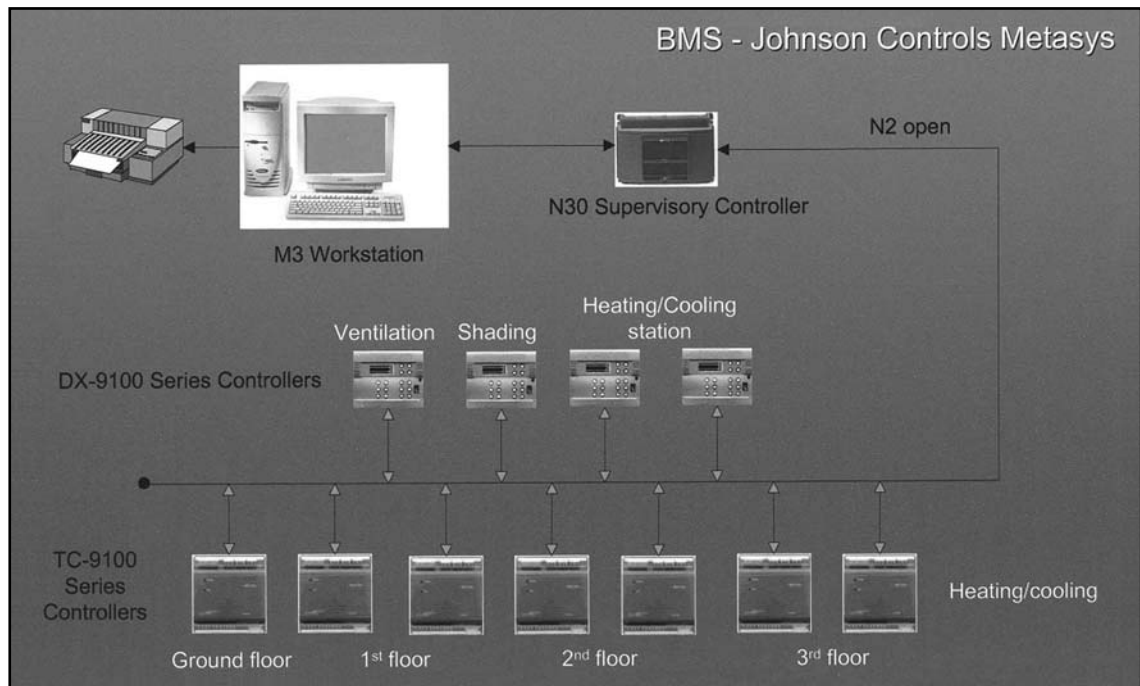 BMS - Johnson Controls Metasys
N2 open
N30 Supervisory Controller
M3 Workstation
Heating/Cooling
station
Ventilation
Shading
DX-9100 Series Controllers
TC-9100
Series
Controllers
Heating/cooling
Ground floor
1st floor
2nd floor
3rd floor